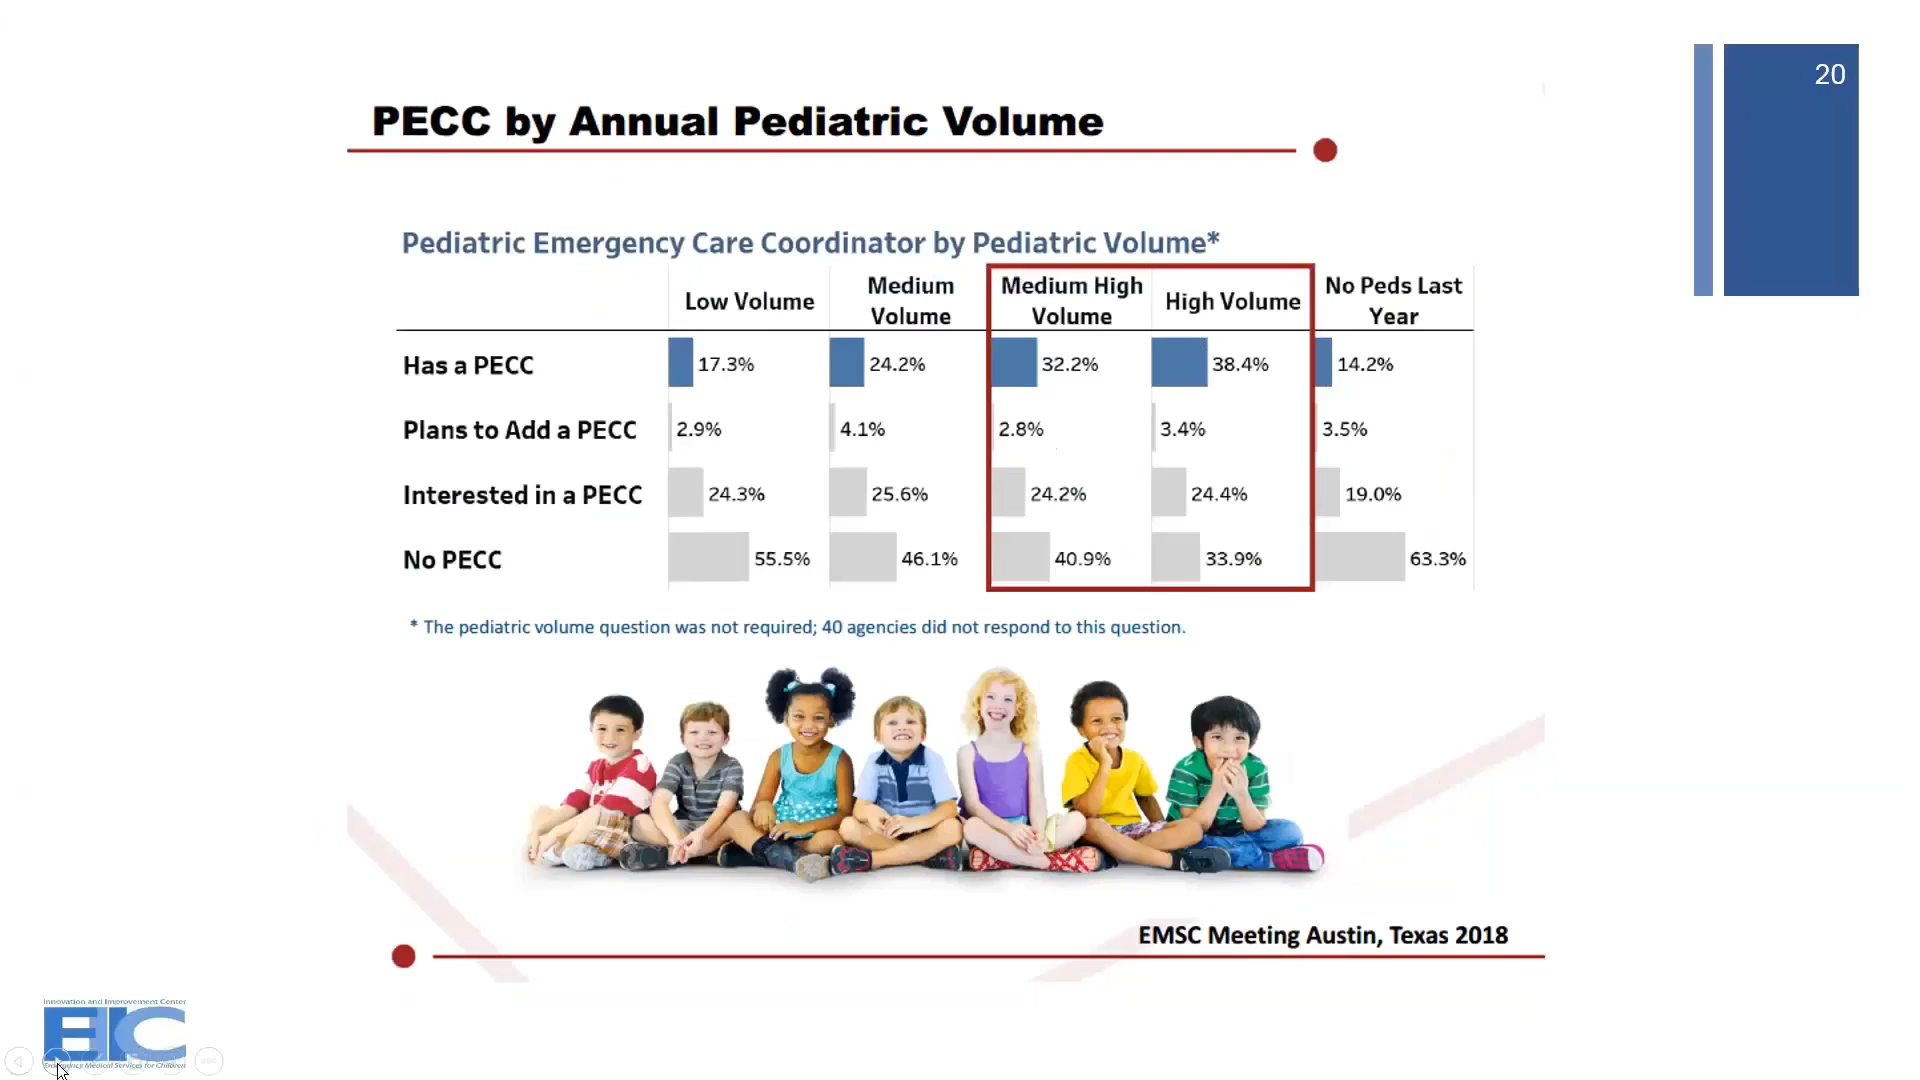 20
PECC by Annual Pediatric Volume
Pediatric Emergency Care Coordinator by Pediatric Volume*
Low Volume
Medium
Volume
Medium High
Volume
High Volume
No Peds Last
Year
Has a PECC 17.3% 24.2% 32.2% 38.4% 14.2%
Plans to Add a PECC 2.9% 4.1% 2.8% 3.4% 3.5%
Interested in a PECC 24.3% 25.6% 24.2% 24.4% 19.0%
No PECC 55.5% 46.1% 40.9% 33.9% 63.3%
* The pediatric volume question was not required; 40 agencies did not respond to this question.
EMSC Meeting Austin, Texas 2018
Innovation and Improvement Center
EIIC
Emergency Medical Services for Children